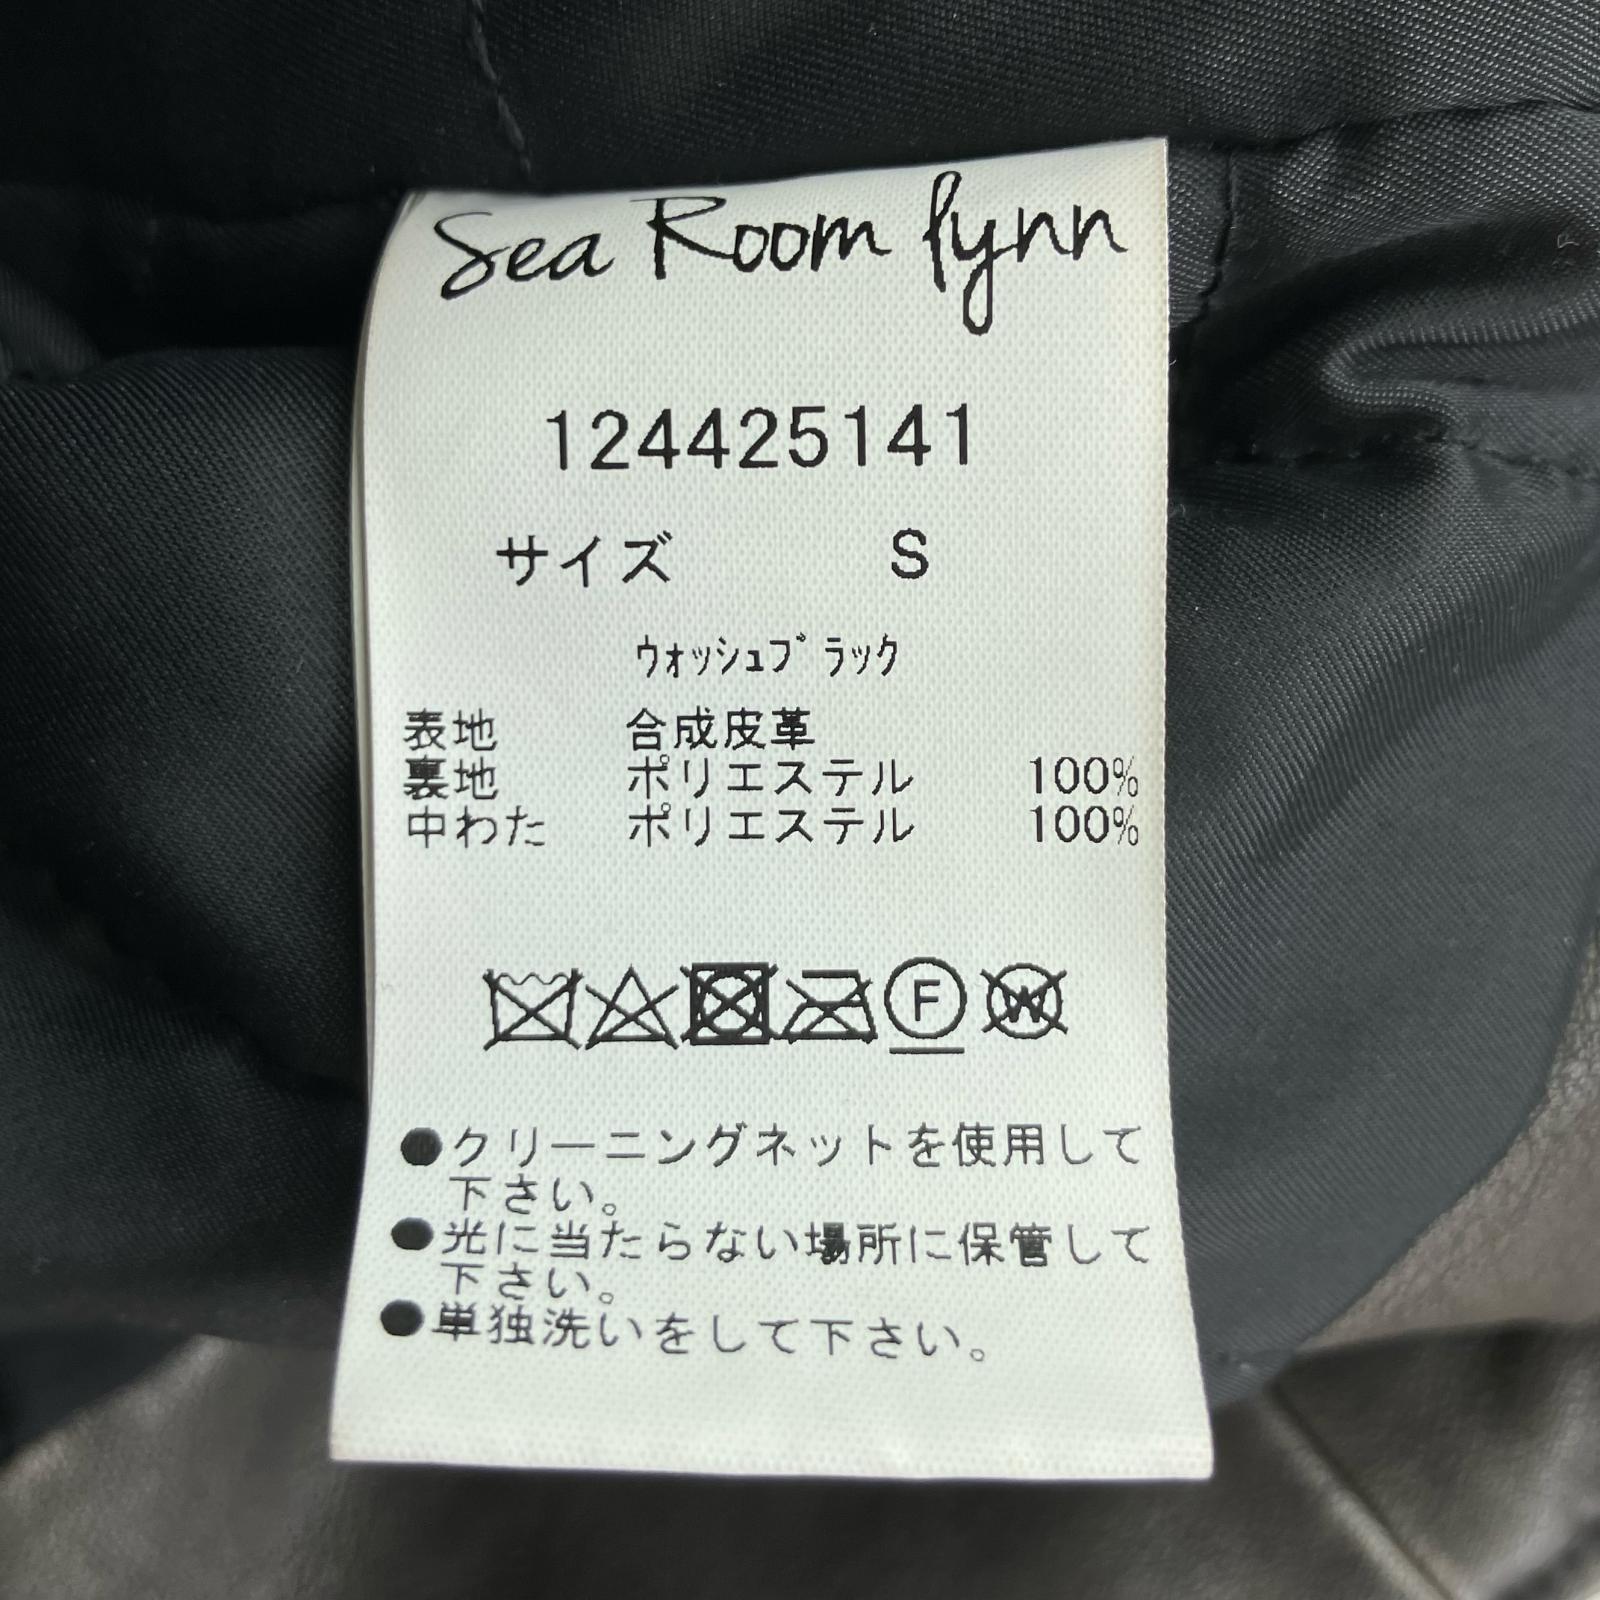 Sea Room lynn
124425141
サイズ S
ｳｫｯｼｭﾌﾞﾗｯｸ
表地 合成皮革
裏地 ポリエステル 100%
中わた ポリエステル 100%
F W
●クリーニングネットを使用して
下さい。
●光に当たらない場所に保管して
下さい。
●単独洗いをして下さい。